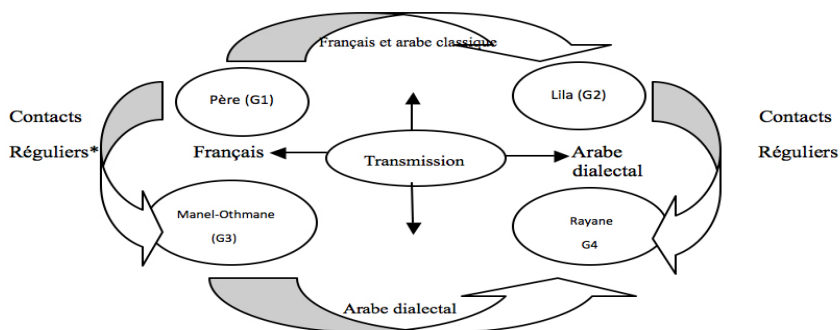 Français et arabe classique
Père (G1)
Lila (G2)
Contacts
Réguliers*
Contacts
Réguliers
Français
Transmission
Arabe
dialectal
Manel-Othmane
(G3)
Rayane
G4
Arabe dialectal